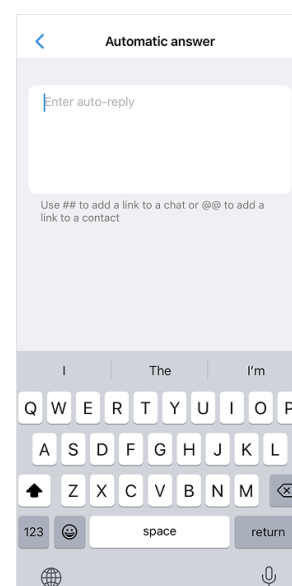 Automatic answer
Enter auto-reply
Use ## to add a link to a chat or @@ to add a
link to a contact
I The I'm
Q W E R T Y U I O P
A S D F G H J K L
Z X C V B N M
123 space return